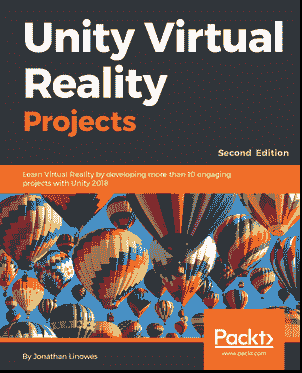 Unity Virtual
Reality
Projects
Second Edition
Learn Virtual Reality by developing more than 10 engaging
projects with Unity 2018
Packt>
www.packt.com
By Jonathan Linowes